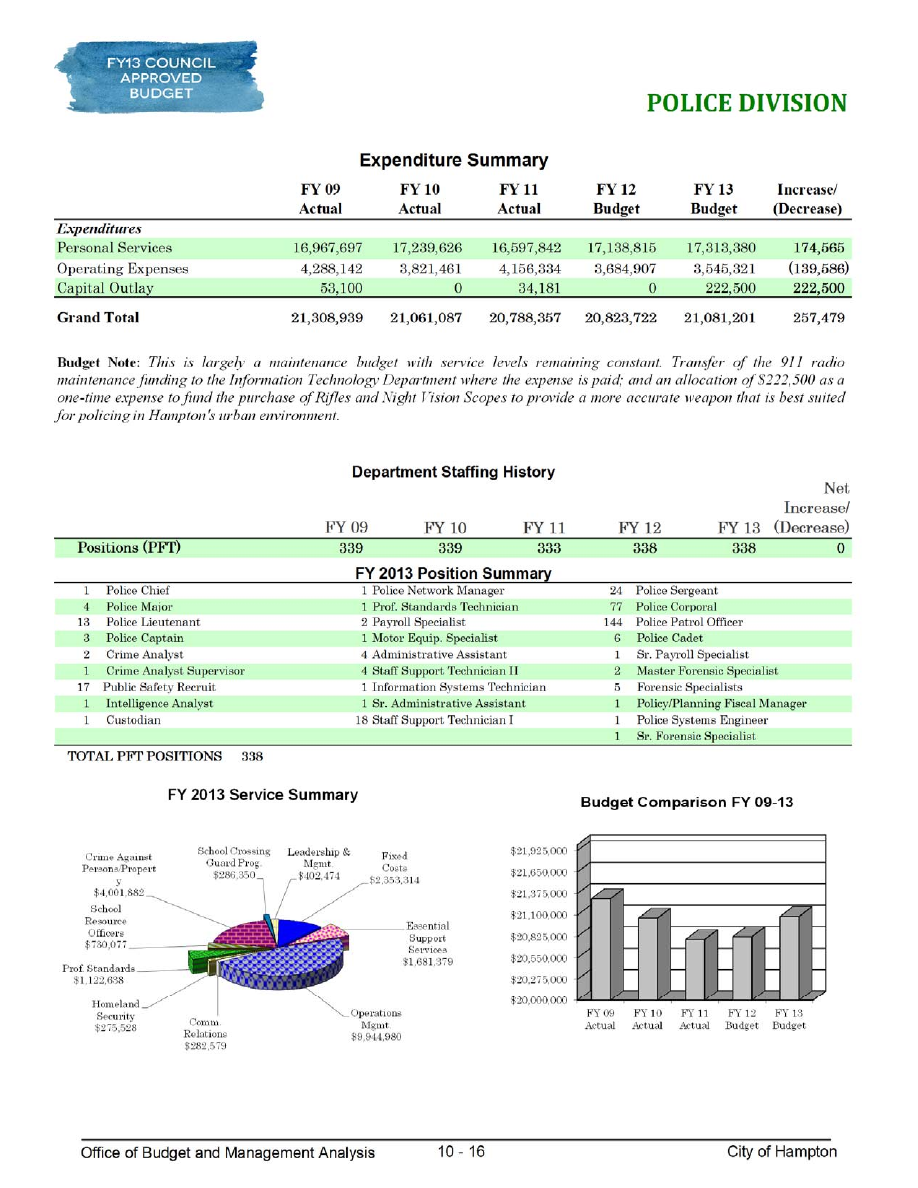 FY13 COUNCIL
APPROVED
BUDGET
POLICE DIVISION
Expenditure Summary
FY 09 FY 10 FY 11 FY 12 FY 13 Increase/
Actual Actual Actual Budget Budget (Decrease)
Expenditures
Personal Services 16,967,697 17,239,626 16,597,842 17,138,815 17,313,380 174,565
Operating Expenses 4,288,142 3,821,461 4,156,334 3,684,907 3,545,321 (139,586)
Capital Outlay 53,100 0 34,181 0 222,500 222,500
Grand Total 21,308,939 21,061,087 20,788,357 20,823,722 21,081,201 257,479
Budget Note: This is largely a maintenance budget with service levels remaining constant. Transfer of the 911 radio
maintenance funding to the Information Technology Department where the expense is paid; and an allocation of $222,500 as a
one-time expense to fund the purchase of Rifles and Night Vision Scopes to provide a more accurate weapon that is best suited
for policing in Hampton's urban environment.
Department Staffing History
Net
Increase/
FY 09 FY 10 FY 11 FY 12 FY 13 (Decrease)
Positions (PFT) 339 339 333 338 338 0
FY 2013 Position Summary
1 Police Chief 1 Police Network Manager 24 Police Sergeant
4 Police Major 1 Prof. Standards Technician 77 Police Corporal
13 Police Lieutenant 2 Payroll Specialist 144 Police Patrol Officer
3 Police Captain 1 Motor Equip. Specialist 6 Police Cadet
2 Crime Analyst 4 Administrative Assistant 1 Sr. Payroll Specialist
1 Crime Analyst Supervisor 4 Staff Support Technician II 2 Master Forensic Specialist
17 Public Safety Recruit 1 Information Systems Technician 5 Forensic Specialists
1 Intelligence Analyst 1 Sr. Administrative Assistant 1 Policy/Planning Fiscal Manager
1 Custodian 18 Staff Support Technician I 1 Police Systems Engineer
1 Sr. Forensic Specialist
TOTAL PFT POSITIONS 338
FY 2013 Service Summary
Crime Against
Persons/Propert
y
$4,001,882
School Crossing
Guard Prog.
$286,350
Leadership &
Mgmt.
$402,474
Fixed
Costs
$2,353,314
School
Resource
Officers
$730,077
Essential
Support
Services
$1,681,379
Prof. Standards
$1,122,638
Homeland
Security
$275,528
Comm.
Relations
$282,579
Operations
Mgmt.
$9,944,980
Budget Comparison FY 09-13
$21,925,000
$21,650,000
$21,375,000
$21,100,000
$20,825,000
$20,550,000
$20,275,000
$20,000,000
FY 09 FY 10 FY 11 FY 12 FY 13
Actual Actual Actual Budget Budget
Office of Budget and Management Analysis 10 - 16 City of Hampton